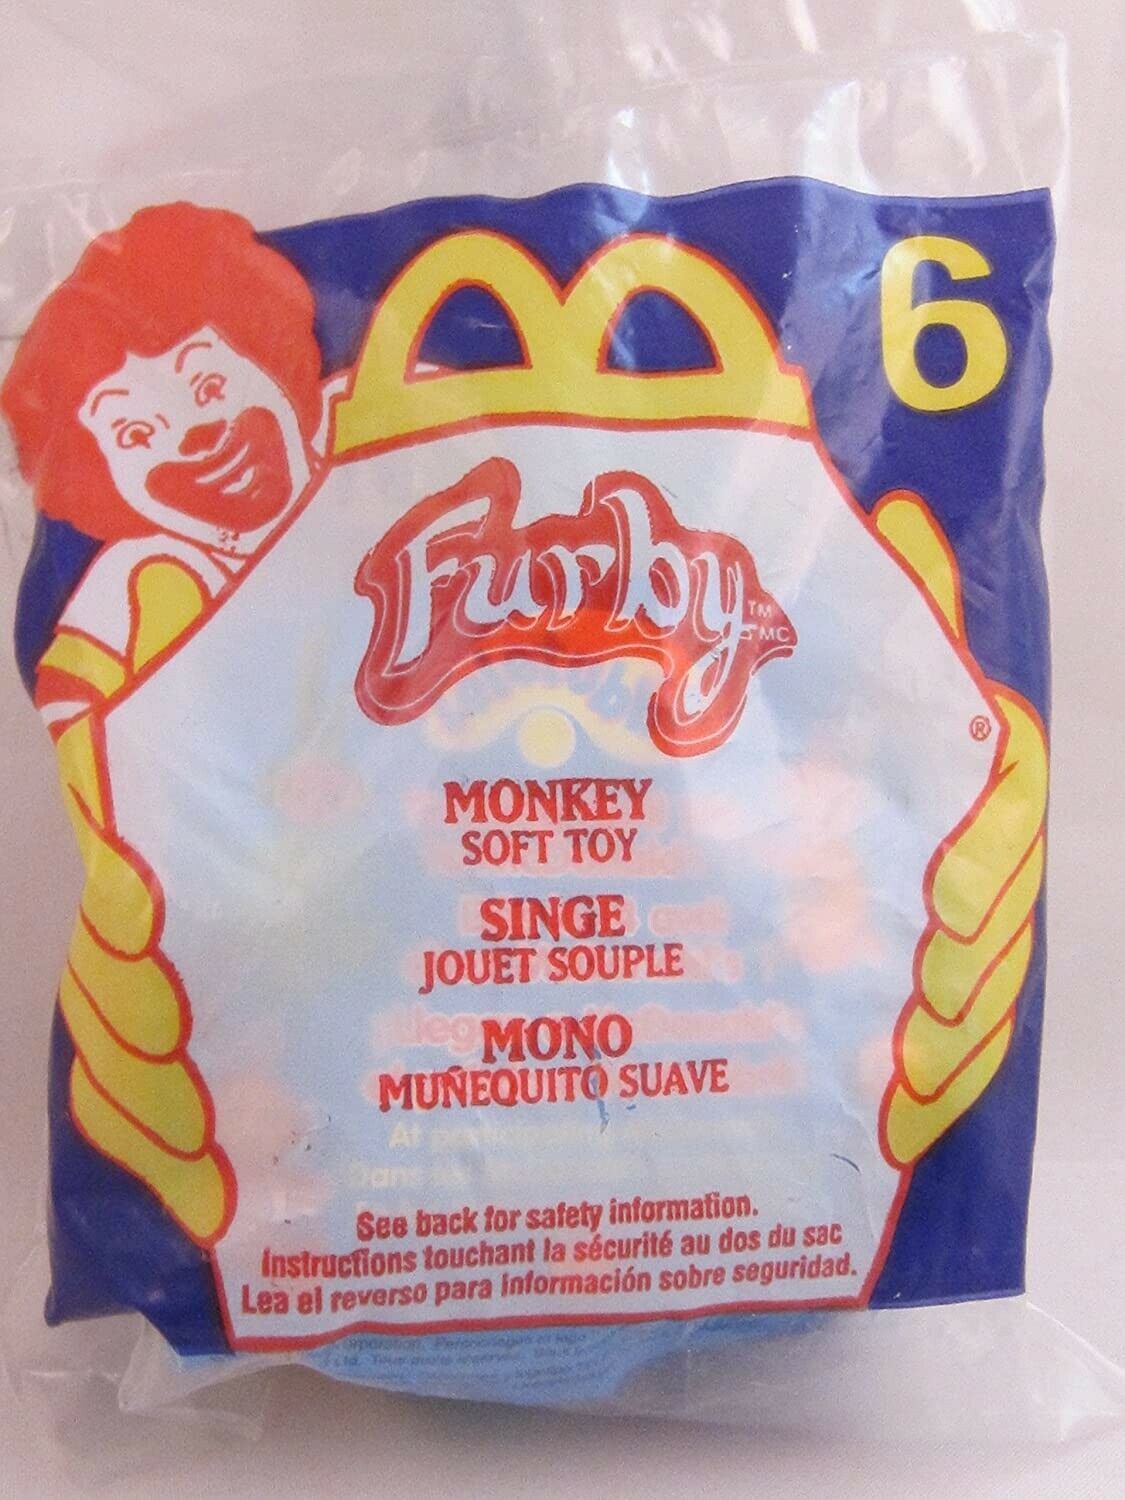 6
Furby
TM
MC
®
MONKEY
SOFT TOY
SINGE
JOUET SOUPLE
MONO
MUÑEQUITO SUAVE
See back for safety information.
Instructions touchant la sécurité au dos du sac
Lea el reverso para información sobre seguridad.